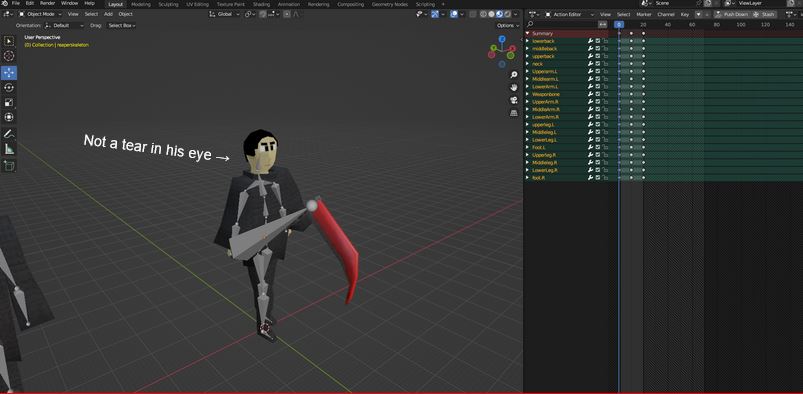 Edit Render Window Help Layout Modeling Sculpting UV Editing Texture Paint Shading Animation Rendering Compositing Geometry Nodes Scripting + Scene ViewLayer
Object Mode View Select Add Object Global Action Editor View Select Marker Channel Key Push Down Stash
Orientation: Default Drag: Select Box Options
0 20 40 60 80 100 120 140
User Perspective
(0) Collection | reaperskeleton
Summary
lowerback
middleback
upperback
neck
Upperarm.L
Middlearm.L
LowerArm.L
Weaponbone
UpperArm.R
MiddleArm.R
LowerArm.R
upperleg.L
Middleleg.L
LowerLeg.L
Foot.L
Upperleg.R
Middleleg.R
LowerLeg.R
foot.R
Z
Not a tear in his eye →